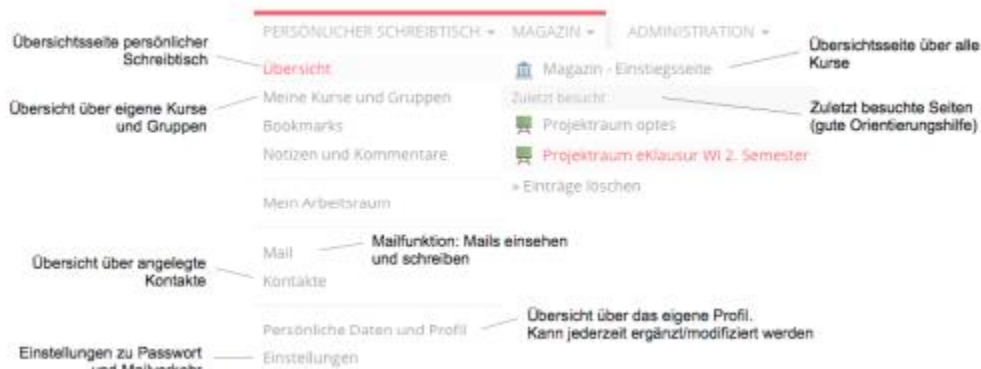 PERSÖNLICHER SCHREIBTISCH
MAGAZIN
ADMINISTRATION
Übersichtsseite persönlicher
Schreibtisch
Übersicht
Magazin - Einstiegsseite
Übersichtsseite über alle
Kurse
Übersicht über eigene Kurse
und Gruppen
Meine Kurse und Gruppen
Zuletzt besucht
Zuletzt besuchte Seiten
(gute Orientierungshilfe)
Bookmarks
Projektraum optes
Notizen und Kommentare
Projektraum eKlausur WI 2. Semester
» Einträge löschen
Mein Arbeitsraum
Mail
Mailfunktion: Mails einsehen
und schreiben
Übersicht über angelegte
Kontakte
Kontakte
Persönliche Daten und Profil
Übersicht über das eigene Profil.
Kann jederzeit ergänzt/modifiziert werden
Einstellungen zu Passwort
und Mailverkehr
Einstellungen